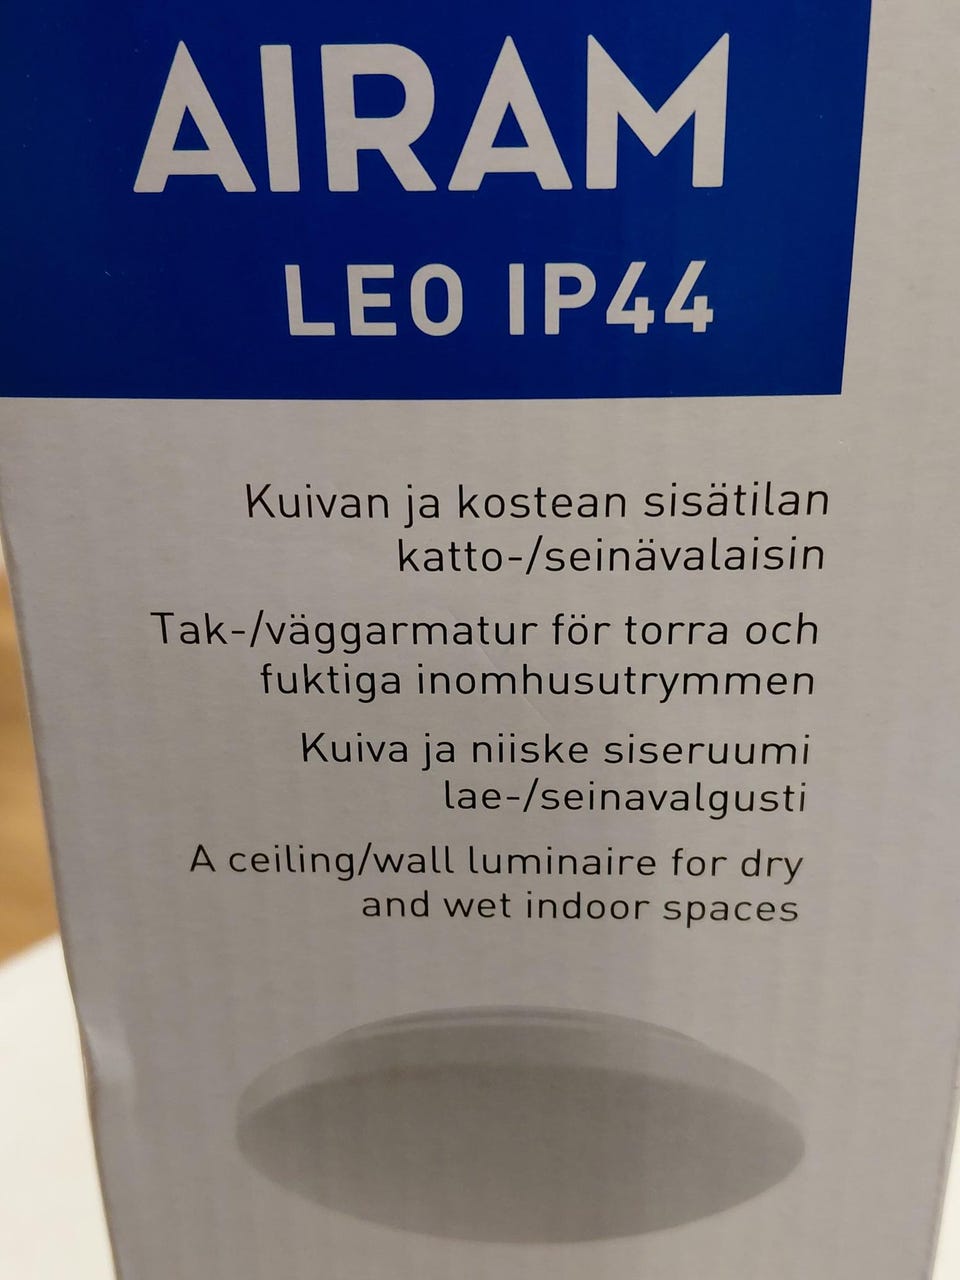 AIRAM
LEO IP44
Kuivan ja kostean sisätilan
katto-/seinävalaisin
Tak-/väggarmatur för torra och
fuktiga inomhusutrymmen
Kuiva ja niiske siseruumi
lae-/seinavalgusti
A ceiling/wall luminaire for dry
and wet indoor spaces